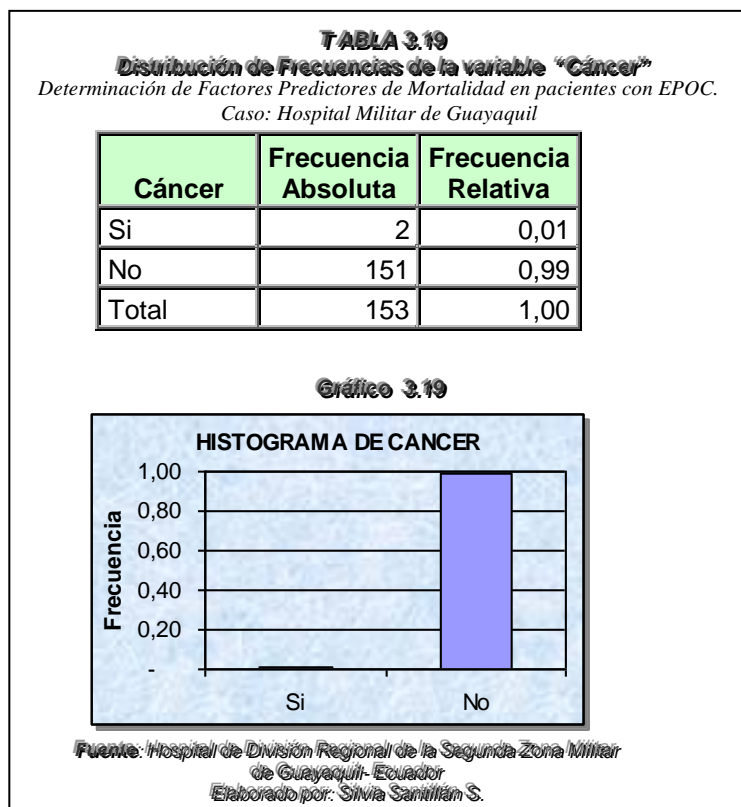 TABLA 3.19
Distribución de Frecuencias de la variable “Cáncer”
Determinación de Factores Predictores de Mortalidad en pacientes con EPOC.
Caso: Hospital Militar de Guayaquil
Cáncer Frecuencia Absoluta Frecuencia Relativa
Si 2 0,01
No 151 0,99
Total 153 1,00
Gráfico 3.19
HISTOGRAMA DE CANCER
Frecuencia
1,00
0,80
0,60
0,40
0,20
-
Si No
Fuente: Hospital de División Regional de la Segunda Zona Militar
de Guayaquil- Ecuador
Elaborado por: Silvia Santillán S.